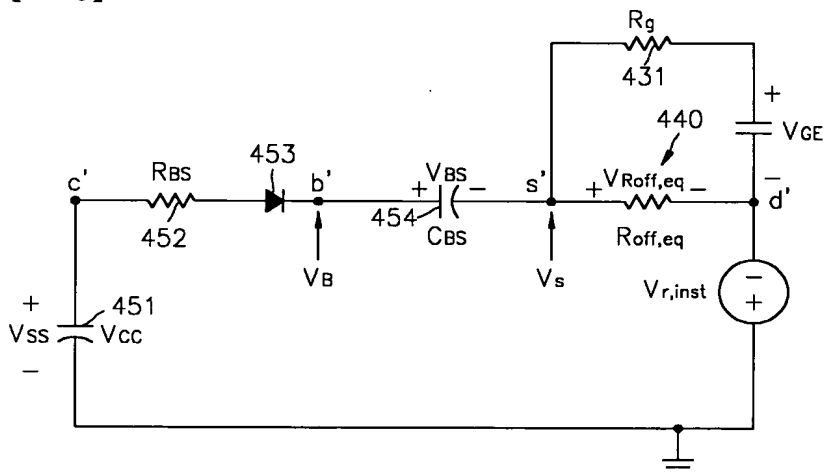 Rg
431
+
VGE
440
453
RBS
c'
b'
VBS
+
-
s'
+
VRoff,eq
-
-
d'
452
454
CBS
Roff,eq
VB
Vs
Vr,inst
-
+
+
451
VSS
VCC
-